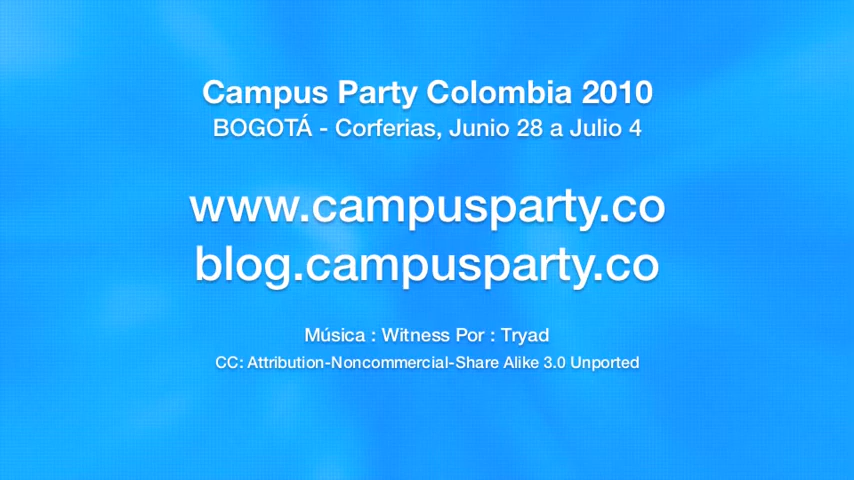 Campus Party Colombia 2010
BOGOTÁ - Corferias, Junio 28 a Julio 4
www.campusparty.co
blog.campusparty.co
Música : Witness Por : Tryad
CC: Attribution-Noncommercial-Share Alike 3.0 Unported